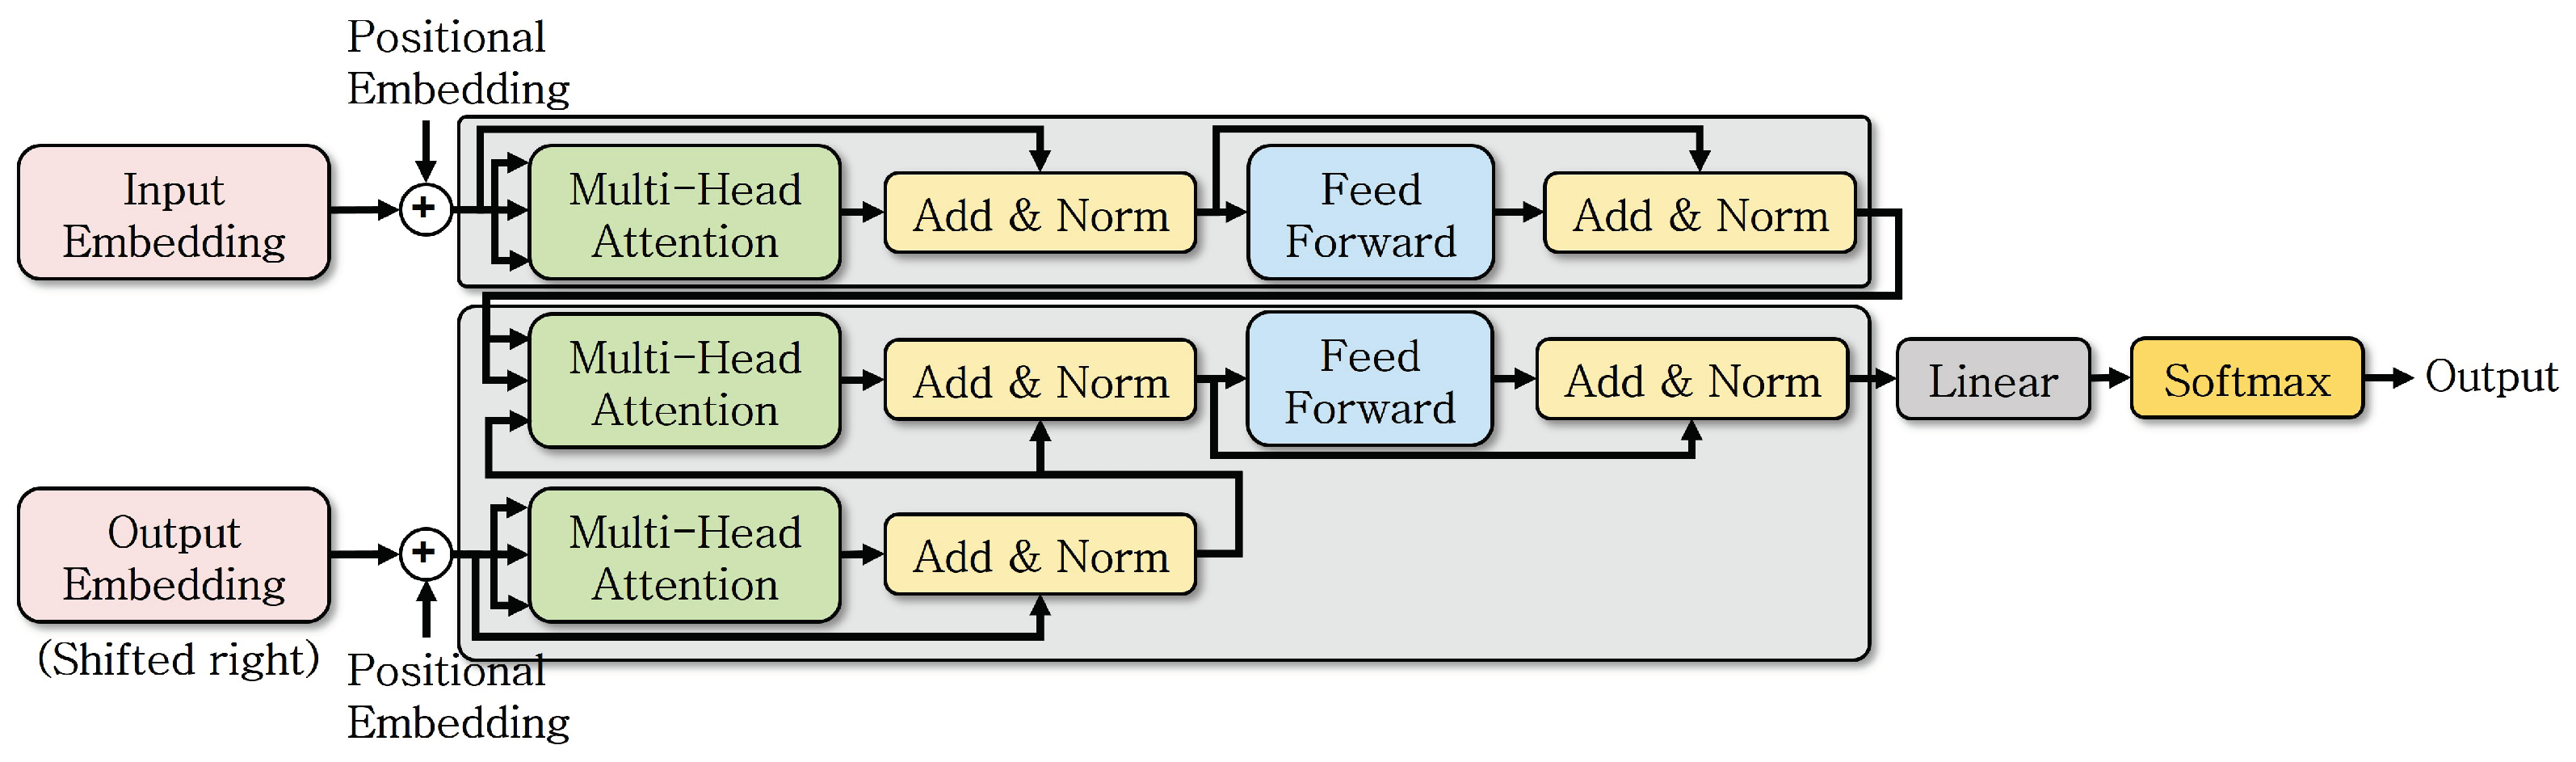 Positional
Embedding
Input
Embedding
+
Multi-Head
Attention
Add & Norm
Feed
Forward
Add & Norm
Multi-Head
Attention
Add & Norm
Feed
Forward
Add & Norm
Linear
Softmax
Output
Output
Embedding
(Shifted right)
+
Positional
Embedding
Multi-Head
Attention
Add & Norm